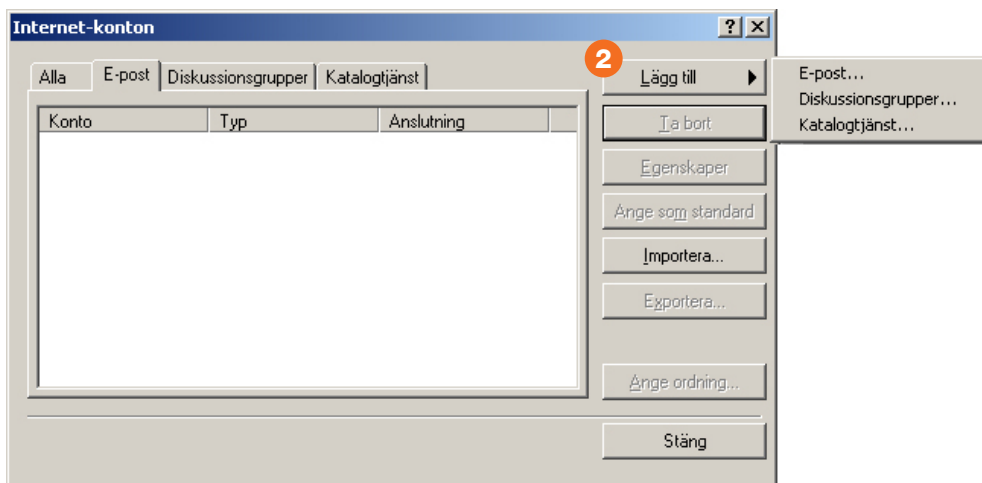 Internet-konton
Alla E-post Diskussionsgrupper Katalogtjänst
Konto Typ Anslutning
2
Lägg till
E-post...
Diskussionsgrupper...
Katalogtjänst...
Ta bort
Egenskaper
Ange som standard
Importera...
Exportera...
Ange ordning...
Stäng